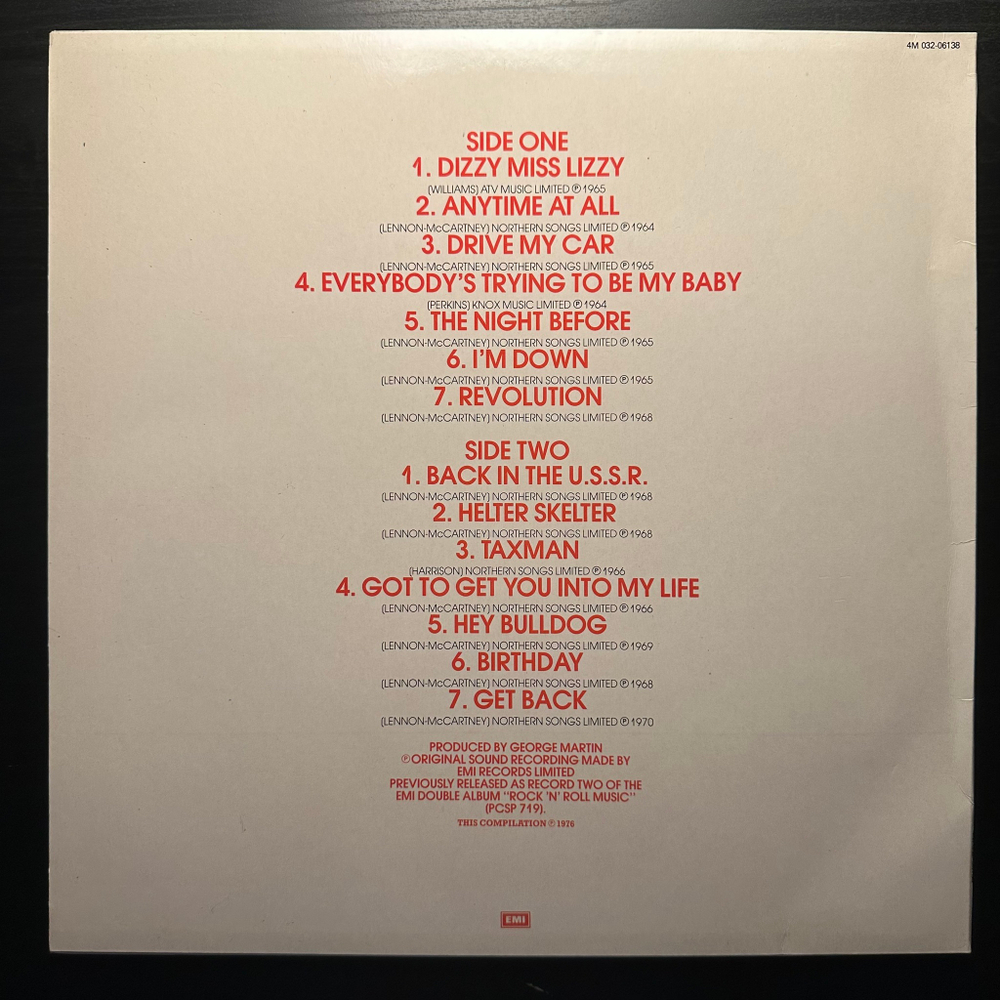 4M 032-06138
SIDE ONE
1. DIZZY MISS LIZZY
(WILLIAMS) ATV MUSIC LIMITED ℗ 1965
2. ANYTIME AT ALL
(LENNON-McCARTNEY) NORTHERN SONGS LIMITED ℗ 1964
3. DRIVE MY CAR
(LENNON-McCARTNEY) NORTHERN SONGS LIMITED ℗ 1965
4. EVERYBODY'S TRYING TO BE MY BABY
(PERKINS) KNOX MUSIC LIMITED ℗ 1964
5. THE NIGHT BEFORE
(LENNON-McCARTNEY) NORTHERN SONGS LIMITED ℗ 1965
6. I'M DOWN
(LENNON-McCARTNEY) NORTHERN SONGS LIMITED ℗ 1965
7. REVOLUTION
(LENNON-McCARTNEY) NORTHERN SONGS LIMITED ℗ 1968
SIDE TWO
1. BACK IN THE U.S.S.R.
(LENNON-McCARTNEY) NORTHERN SONGS LIMITED ℗ 1968
2. HELTER SKELTER
(LENNON-McCARTNEY) NORTHERN SONGS LIMITED ℗ 1968
3. TAXMAN
(HARRISON) NORTHERN SONGS LIMITED ℗ 1966
4. GOT TO GET YOU INTO MY LIFE
(LENNON-McCARTNEY) NORTHERN SONGS LIMITED ℗ 1966
5. HEY BULLDOG
(LENNON-McCARTNEY) NORTHERN SONGS LIMITED ℗ 1969
6. BIRTHDAY
(LENNON-McCARTNEY) NORTHERN SONGS LIMITED ℗ 1968
7. GET BACK
(LENNON-McCARTNEY) NORTHERN SONGS LIMITED ℗ 1970
PRODUCED BY GEORGE MARTIN
℗ ORIGINAL SOUND RECORDING MADE BY
EMI RECORDS LIMITED
PREVIOUSLY RELEASED AS RECORD TWO OF THE
EMI DOUBLE ALBUM "ROCK 'N' ROLL MUSIC"
(PCSP 719).
THIS COMPILATION ℗ 1976
EMI